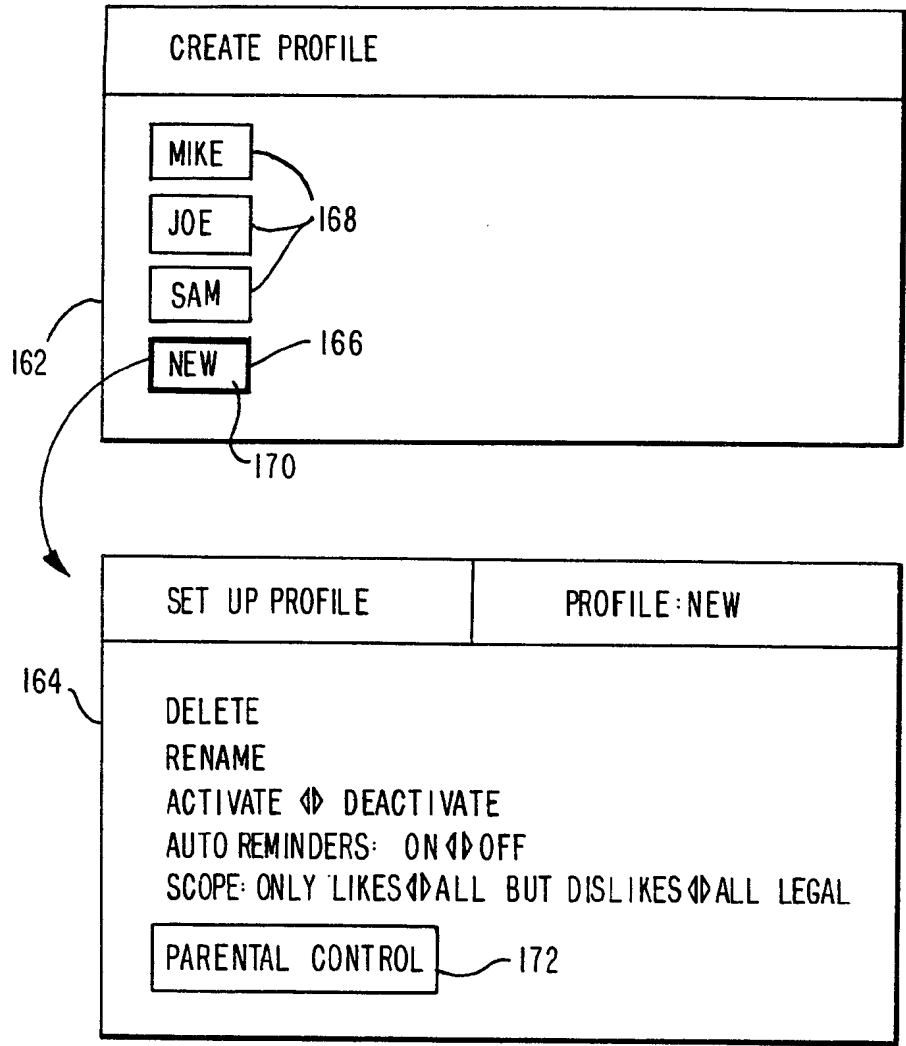 CREATE PROFILE
MIKE
JOE
168
SAM
162
NEW
166
170
SET UP PROFILE
PROFILE:NEW
164
DELETE
RENAME
ACTIVATE ◁▷ DEACTIVATE
AUTO REMINDERS: ON◁▷OFF
SCOPE: ONLY LIKES◁▷ALL BUT DISLIKES◁▷ALL LEGAL
PARENTAL CONTROL
172